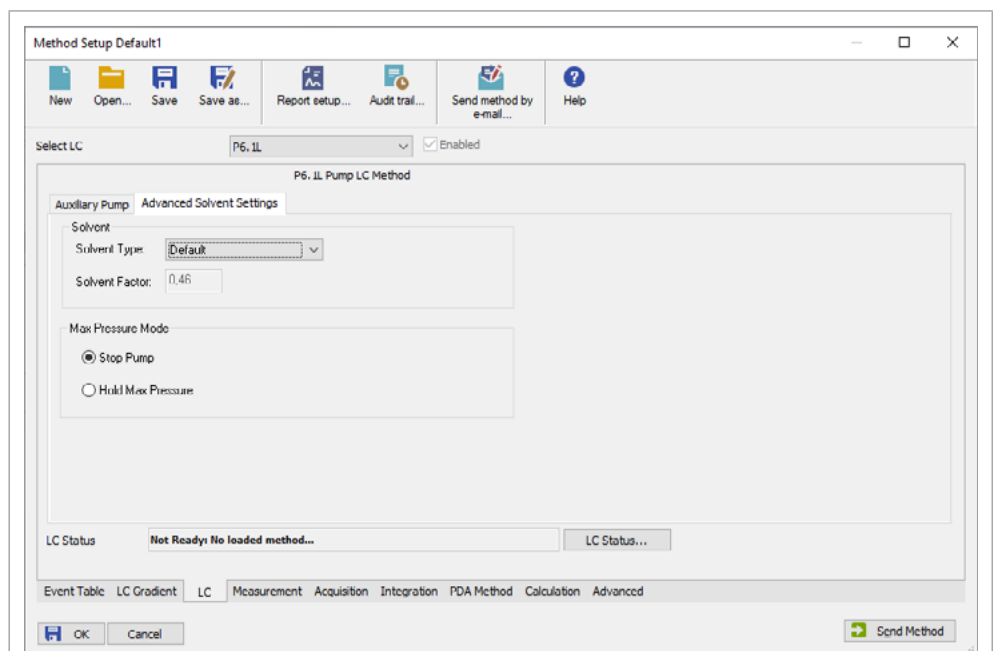 Method Setup Default1
New Open... Save Save as... Report setup... Audit trail... Send method by e-mail... Help
Select LC P6.1L Enabled
P6.1L Pump LC Method
Auxiliary Pump Advanced Solvent Settings
Solvent
Solvent Type: Default
Solvent Factor: 0,46
Max Pressure Mode
Stop Pump
Hold Max Pressure
LC Status Not Ready: No loaded method... LC Status...
Event Table LC Gradient LC Measurement Acquisition Integration PDA Method Calculation Advanced
OK Cancel Send Method